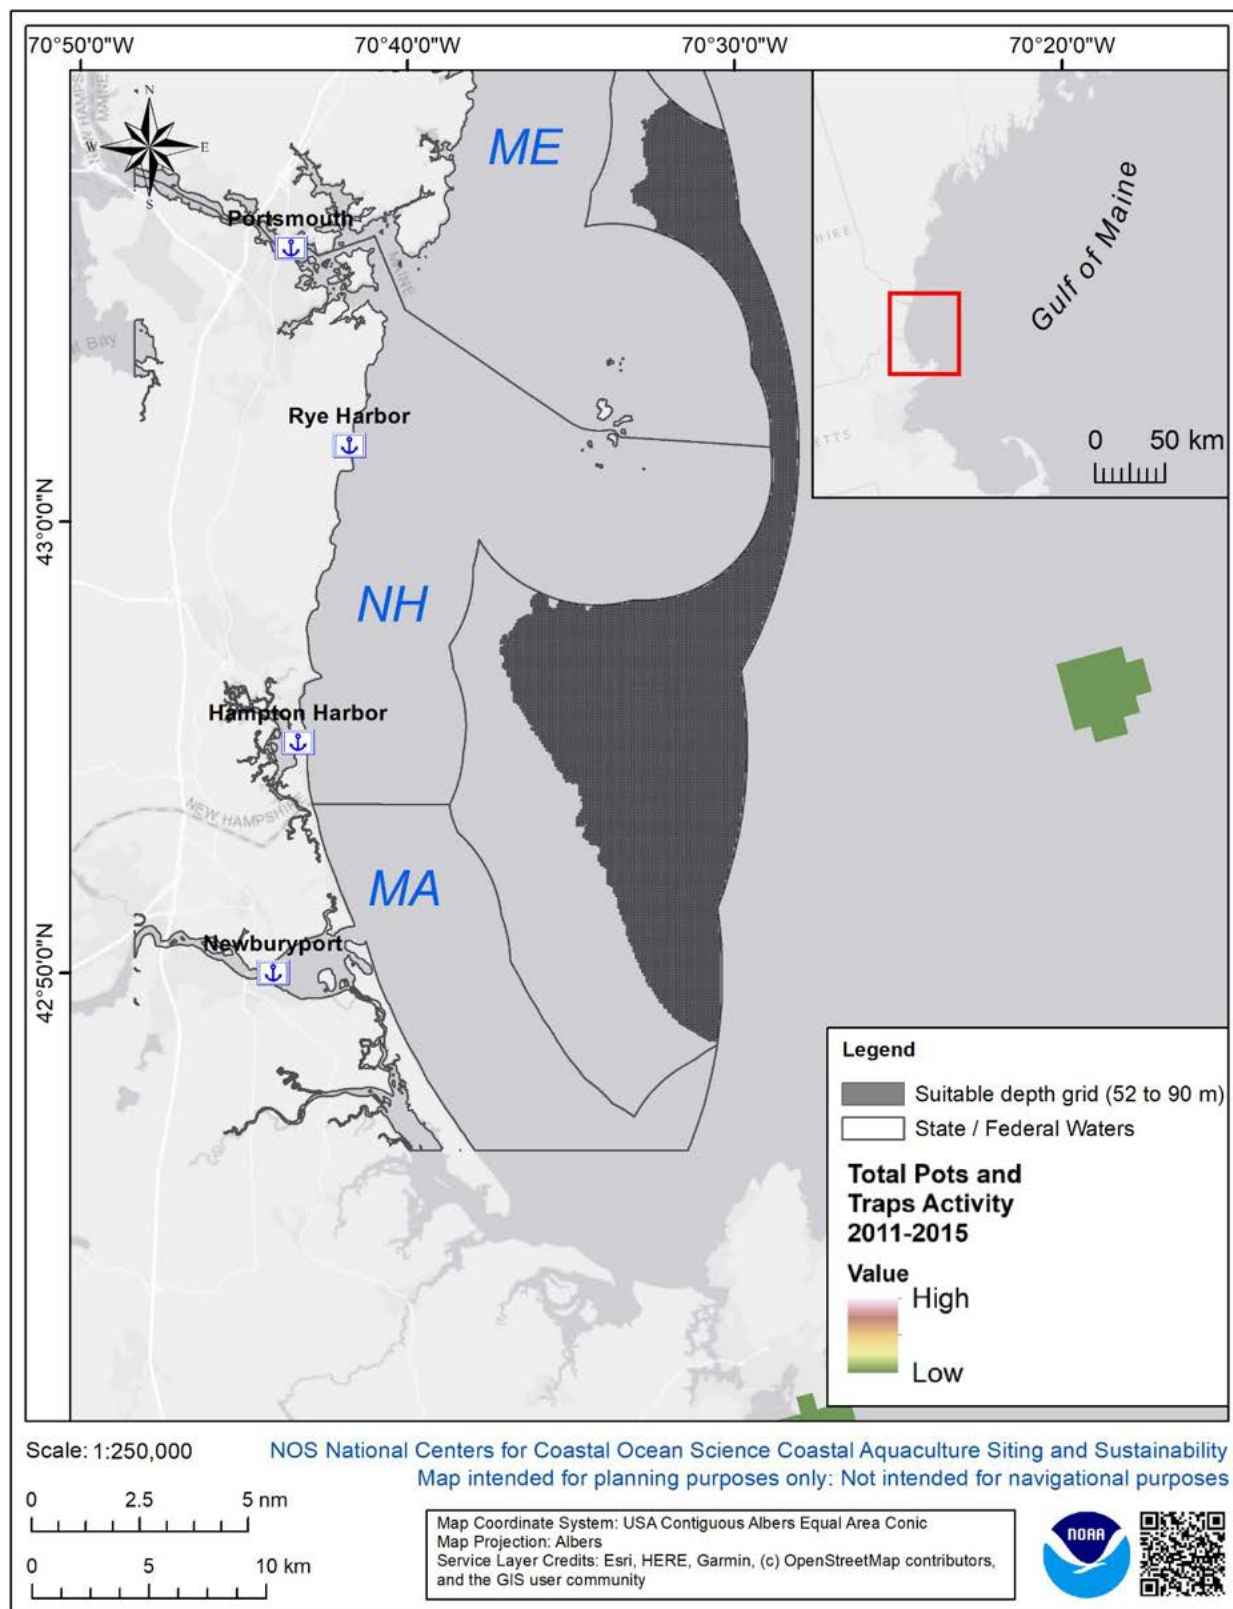 70°50'0"W
70°40'0"W
70°30'0"W
70°20'0"W
NEW HAMPS
MAINE
N
W
E
S
ME
Portsmouth
MAINE
HIRE
Gulf of Maine
Bay
Rye Harbor
ETTS
0 50 km
43°0'0"N
NH
Hampton Harbor
NEW HAMPSHIRE
MA
Newburyport
42°50'0"N
Legend
Suitable depth grid (52 to 90 m)
State / Federal Waters
Total Pots and
Traps Activity
2011-2015
Value
High
Low
Scale: 1:250,000
NOS National Centers for Coastal Ocean Science Coastal Aquaculture Siting and Sustainability
Map intended for planning purposes only: Not intended for navigational purposes
0 2.5 5 nm
0 5 10 km
Map Coordinate System: USA Contiguous Albers Equal Area Conic
Map Projection: Albers
Service Layer Credits: Esri, HERE, Garmin, (c) OpenStreetMap contributors,
and the GIS user community
NOAA